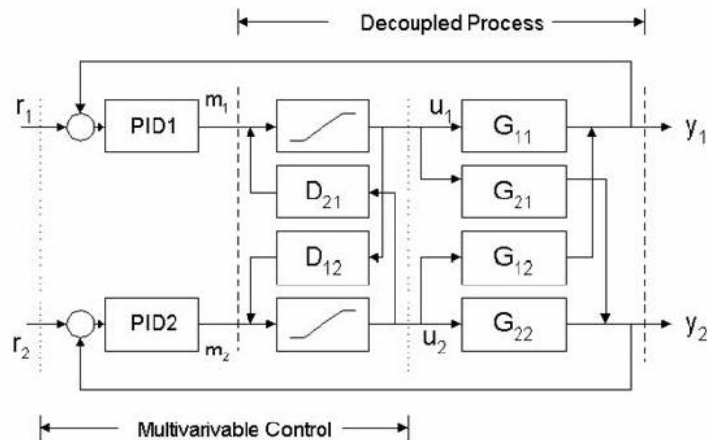 Decoupled Process
r₁
PID1
m₁
u₁
G₁₁
y₁
D₂₁
G₂₁
D₁₂
G₁₂
r₂
PID2
m₂
u₂
G₂₂
y₂
Multivarivable Control